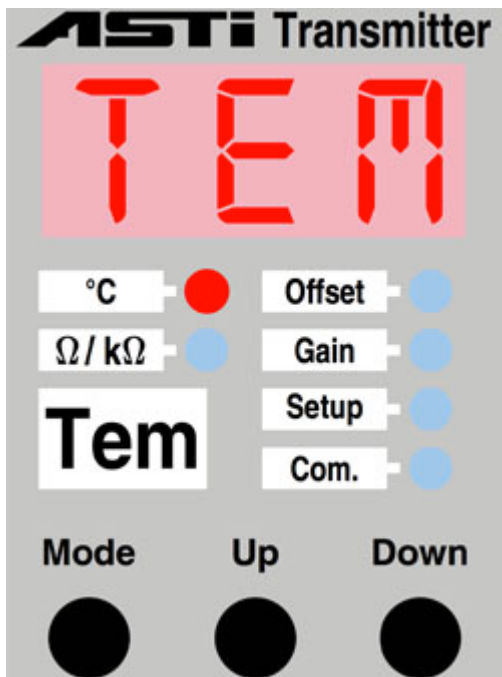 ASTi Transmitter
TEM
°C
Offset
Ω/kΩ
Gain
Tem
Setup
Com.
Mode Up Down